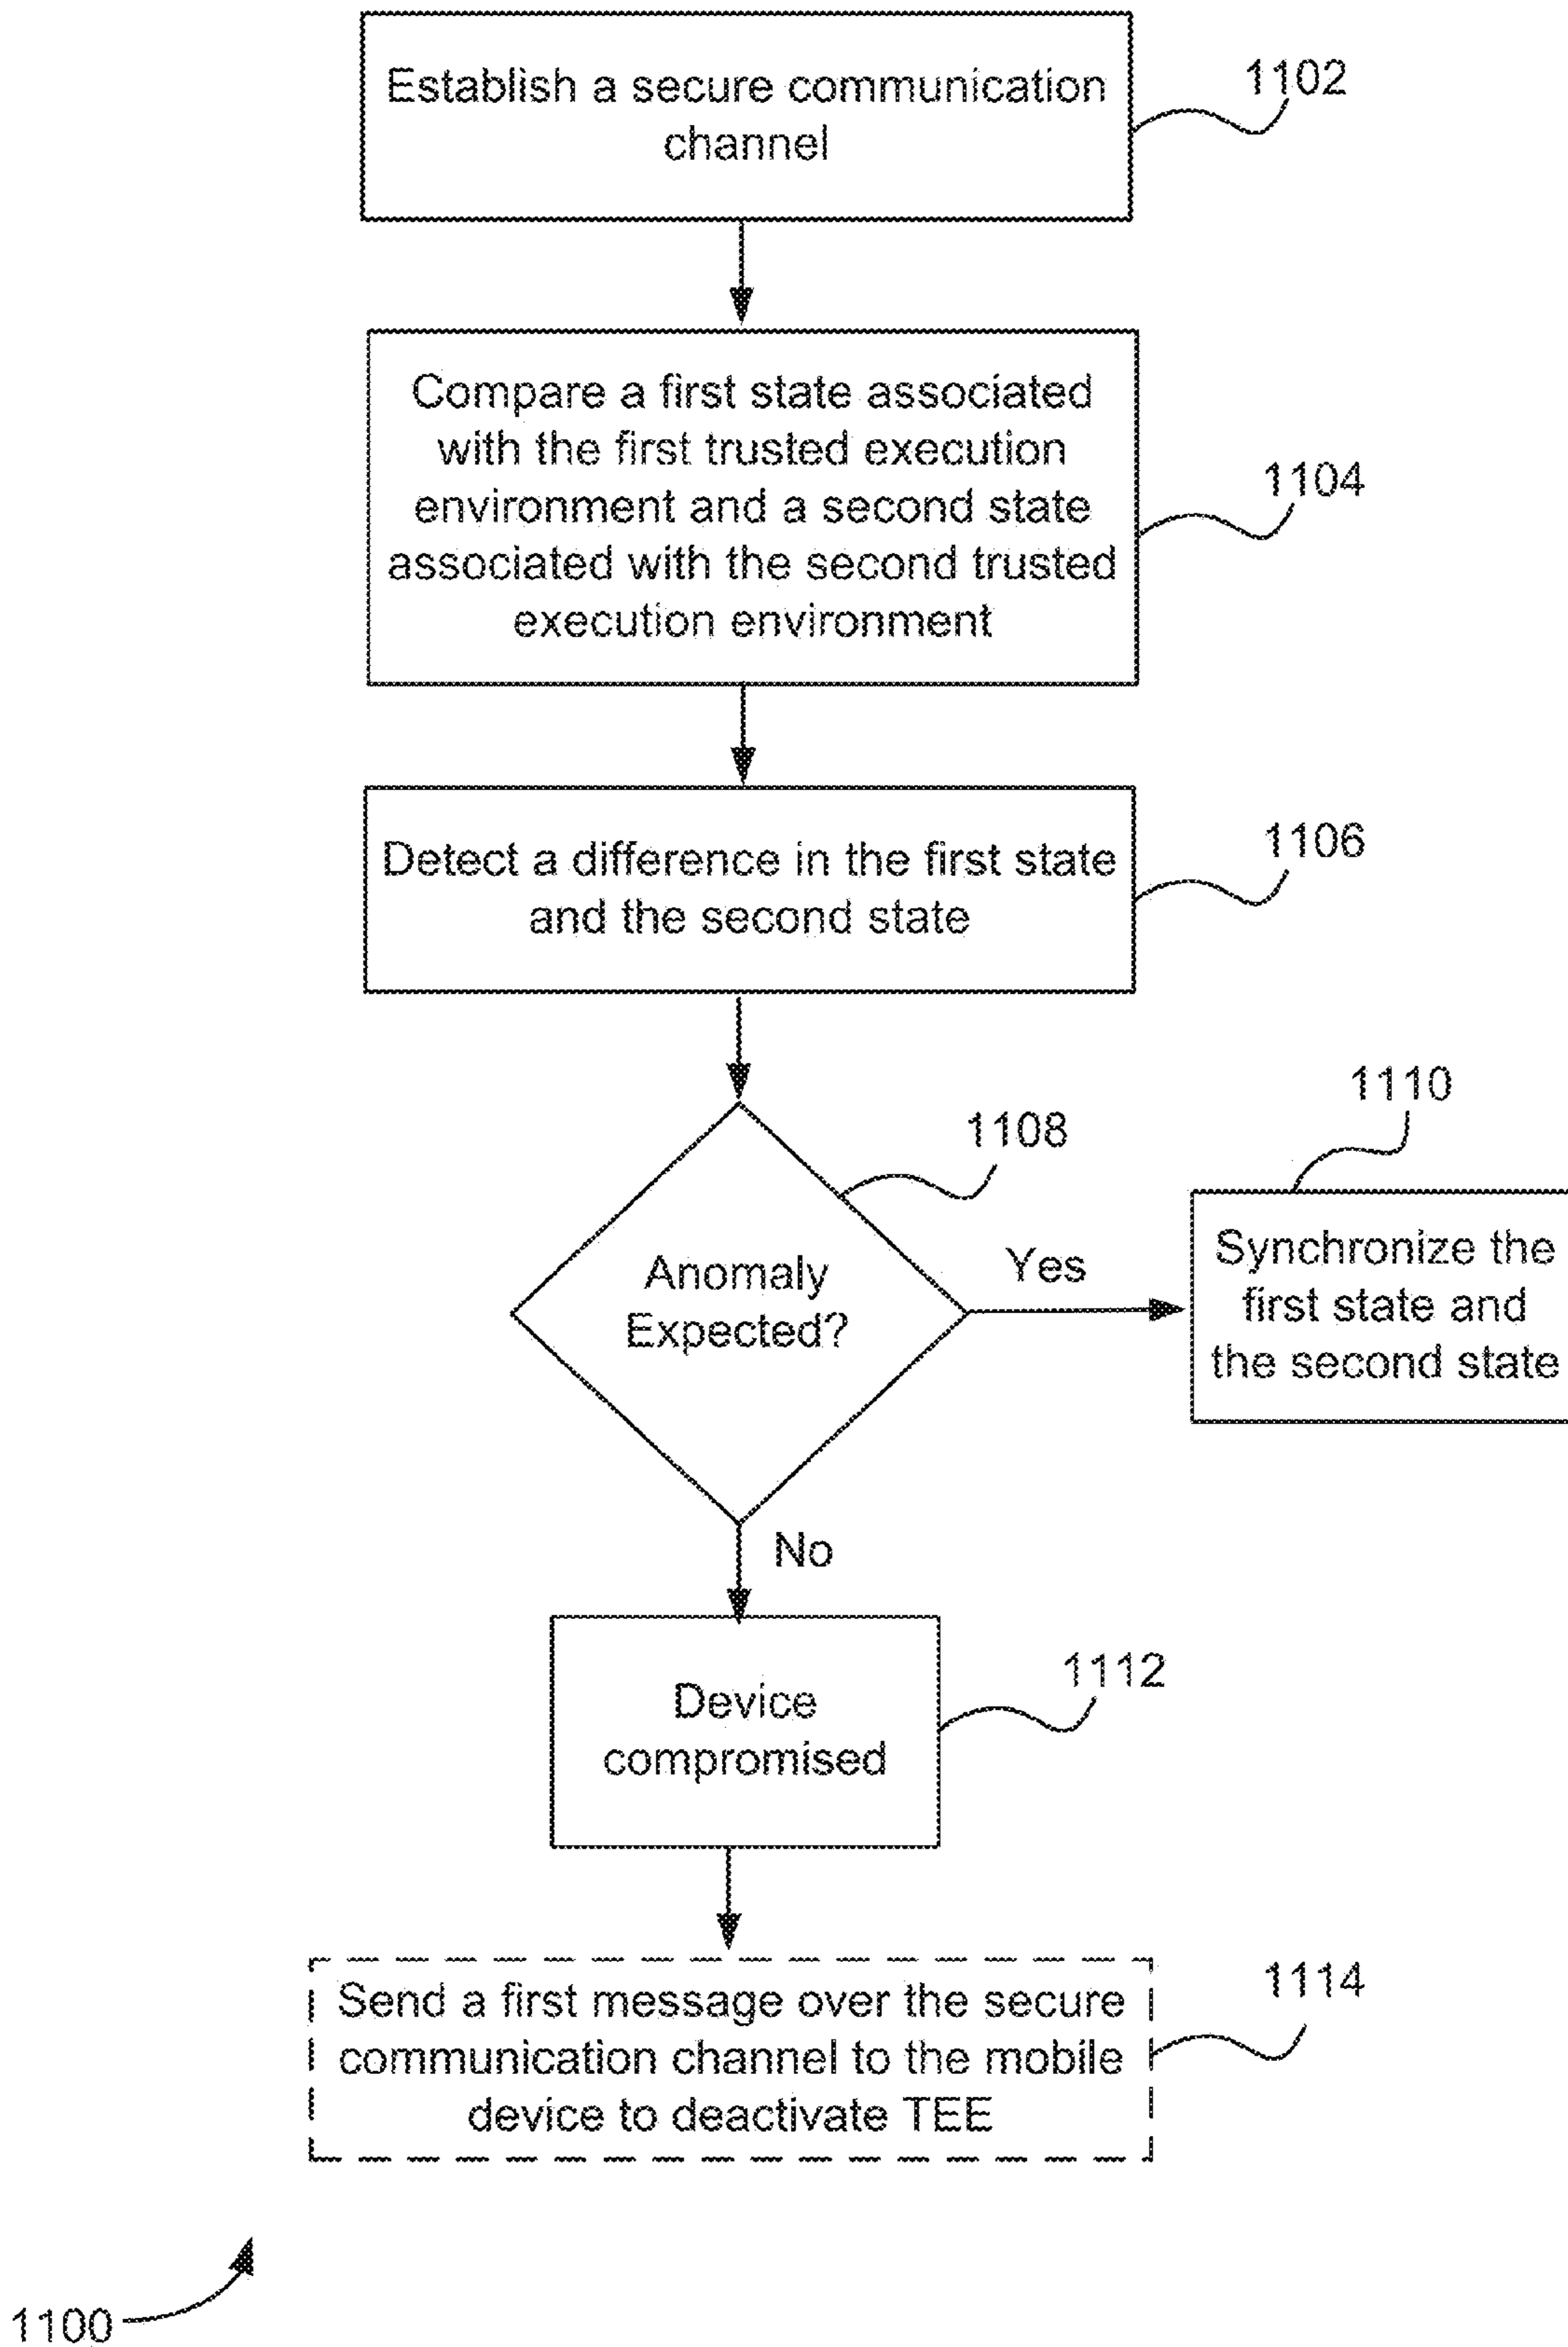 Establish a secure communication
channel
1102
Compare a first state associated
with the first trusted execution
environment and a second state
associated with the second trusted
execution environment
1104
Detect a difference in the first state
and the second state
1106
1108
Anomaly
Expected?
Yes
1110
Synchronize the
first state and
the second state
No
Device
compromised
1112
Send a first message over the secure
communication channel to the mobile
device to deactivate TEE
1114
1100